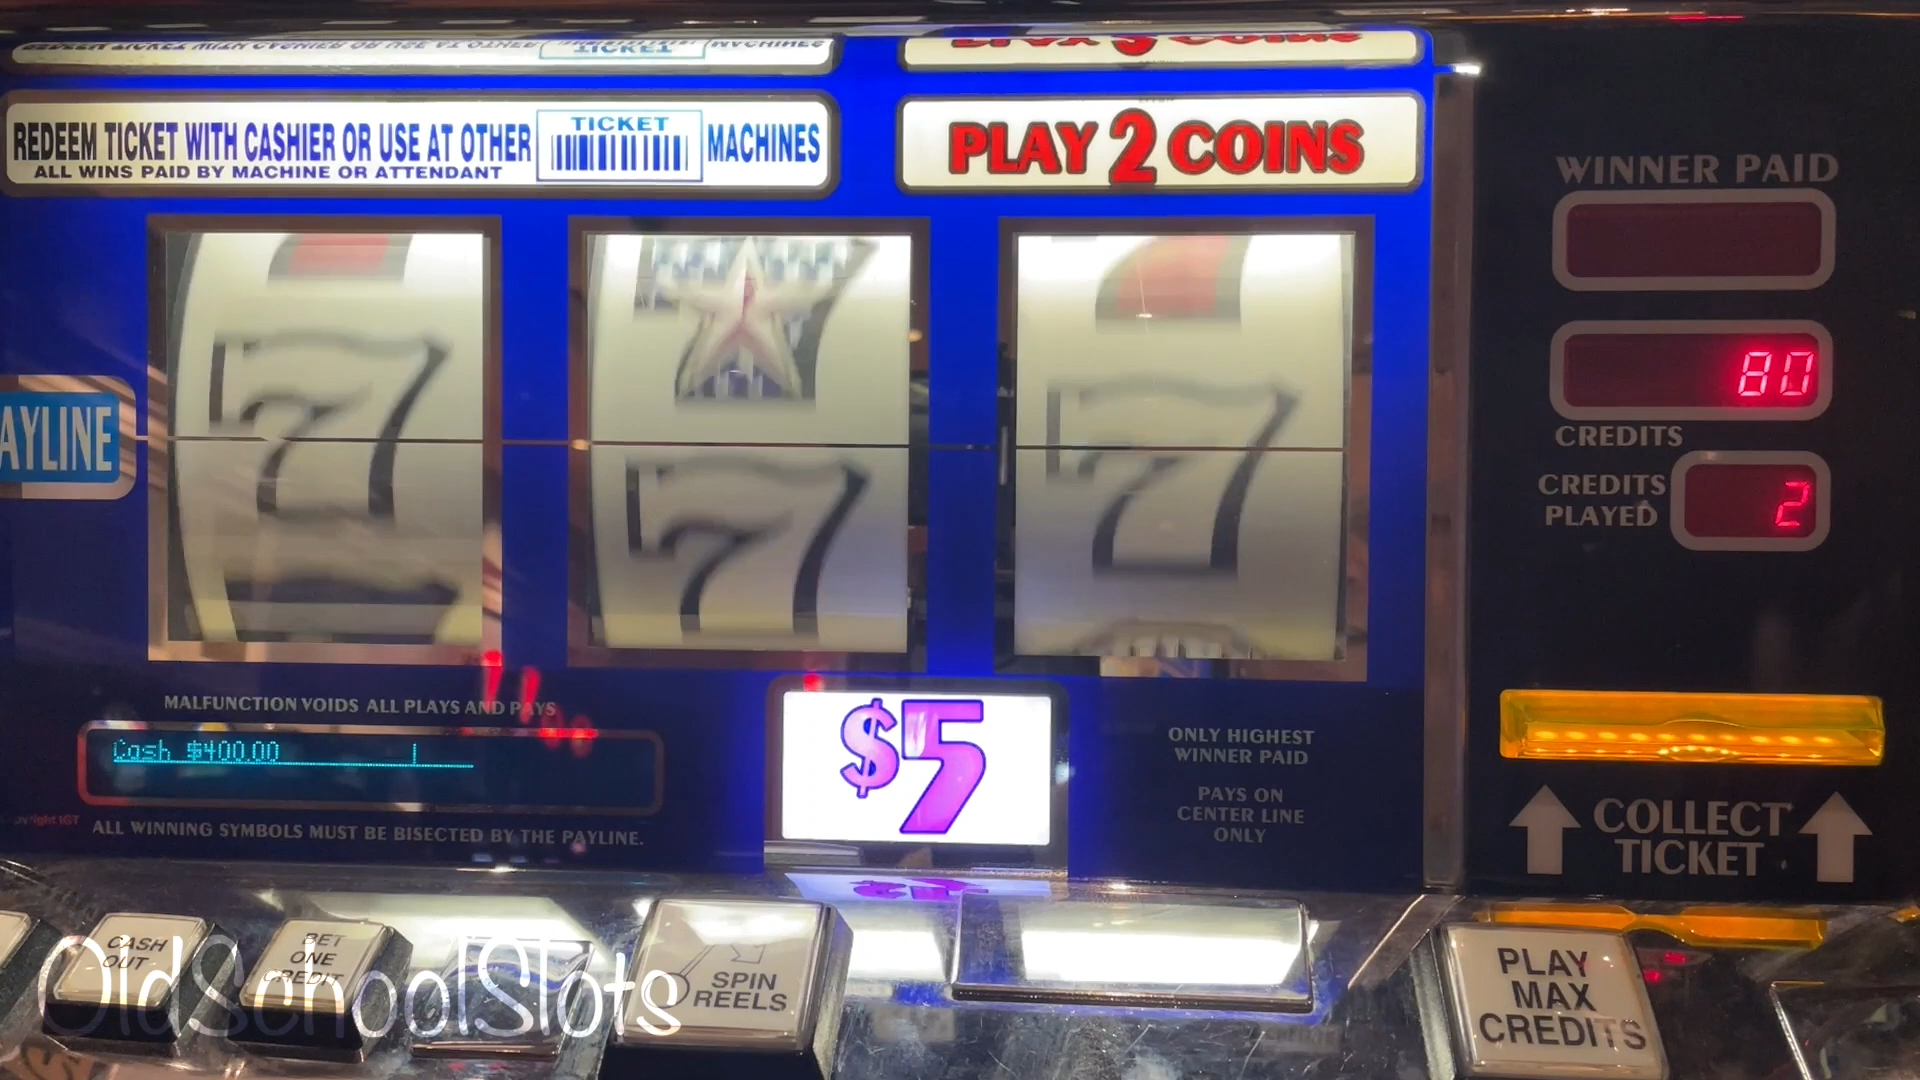 REDEEM TICKET WITH CASHIER OR USE AT OTHER TICKET MACHINES
ALL WINS PAID BY MACHINE OR ATTENDANT
PLAY 2 COINS
WINNER PAID
80
CREDITS
CREDITS PLAYED
2
AYLINE
MALFUNCTION VOIDS ALL PLAYS AND PAYS
Cash $400.00
ALL WINNING SYMBOLS MUST BE BISECTED BY THE PAYLINE.
$5
ONLY HIGHEST
WINNER PAID
PAYS ON
CENTER LINE
ONLY
COLLECT
TICKET
CASH
OUT
BET
ONE
CREDIT
SPIN
REELS
PLAY
MAX
CREDITS
OldSchoolSlots